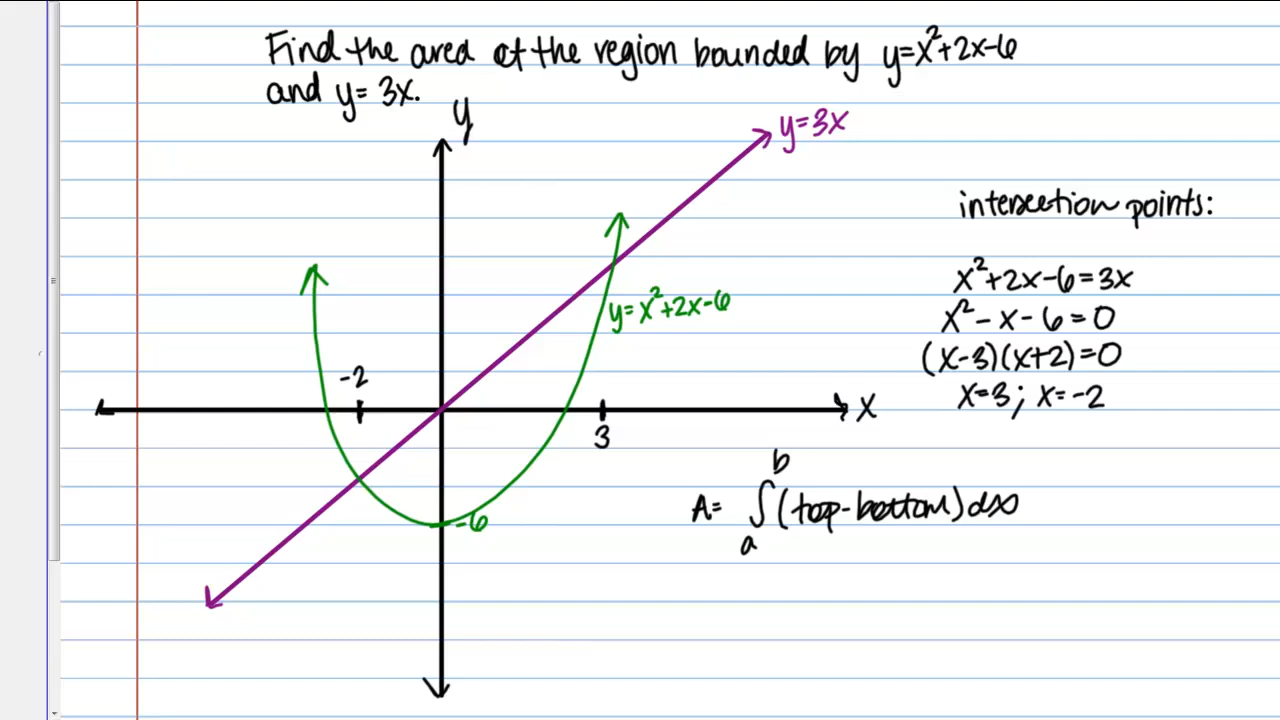 Find the area of the region bounded by y=x²+2x-6
and y= 3x.
y
y=3x
intersection points:
x²+2x-6=3x
y=x²+2x-6
x²-x-6=0
(x-3)(x+2)=0
-2
x=3; x=-2
x
3
b
A= ∫(top-bottom)dx
-6
a